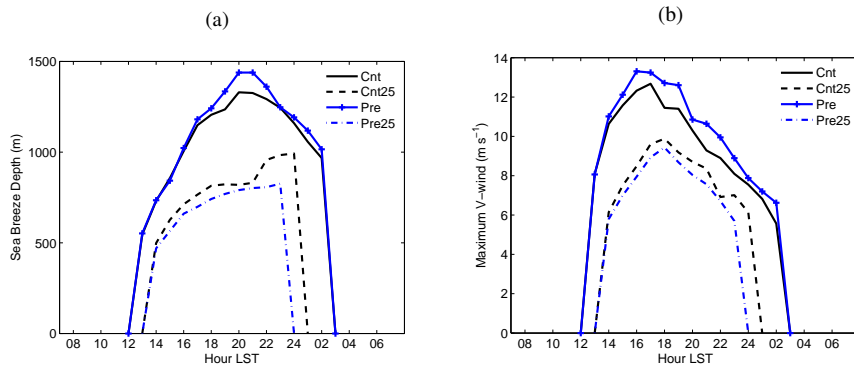 (a)
1500
1000
500
0
Sea Breeze Depth (m)
Cnt
Cnt25
Pre
Pre25
08 10 12 14 16 18 20 22 24 02 04 06
Hour LST
(b)
14
12
10
8
6
4
2
0
Maximum V−wind (m s⁻¹)
Cnt
Cnt25
Pre
Pre25
08 10 12 14 16 18 20 22 24 02 04 06
Hour LST